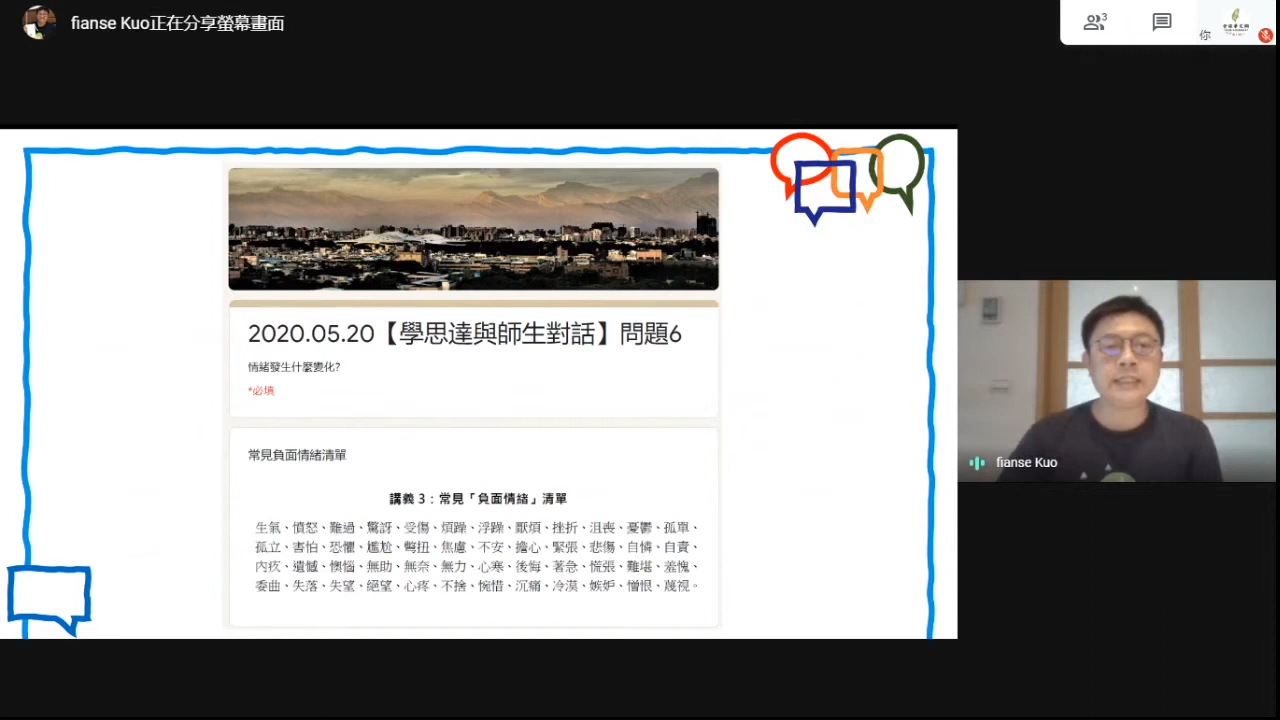 fianse Kuo正在分享螢幕畫面
3
你
2020.05.20【學思達與師生對話】問題6
情緒發生什麼變化?
*必填
常見負面情緒清單
講義 3：常見「負面情緒」清單
生氣、憤怒、難過、驚訝、受傷、煩躁、浮躁、厭煩、挫折、沮喪、憂鬱、孤單、
孤立、害怕、恐懼、尷尬、彆扭、焦慮、不安、擔心、緊張、悲傷、自憐、自責、
內疚、遺憾、懊惱、無助、無奈、無力、心寒、後悔、著急、慌張、難堪、羞愧、
委曲、失落、失望、絕望、心疼、不捨、惋惜、沉痛、冷漠、嫉妒、憎恨、蔑視。
fianse Kuo